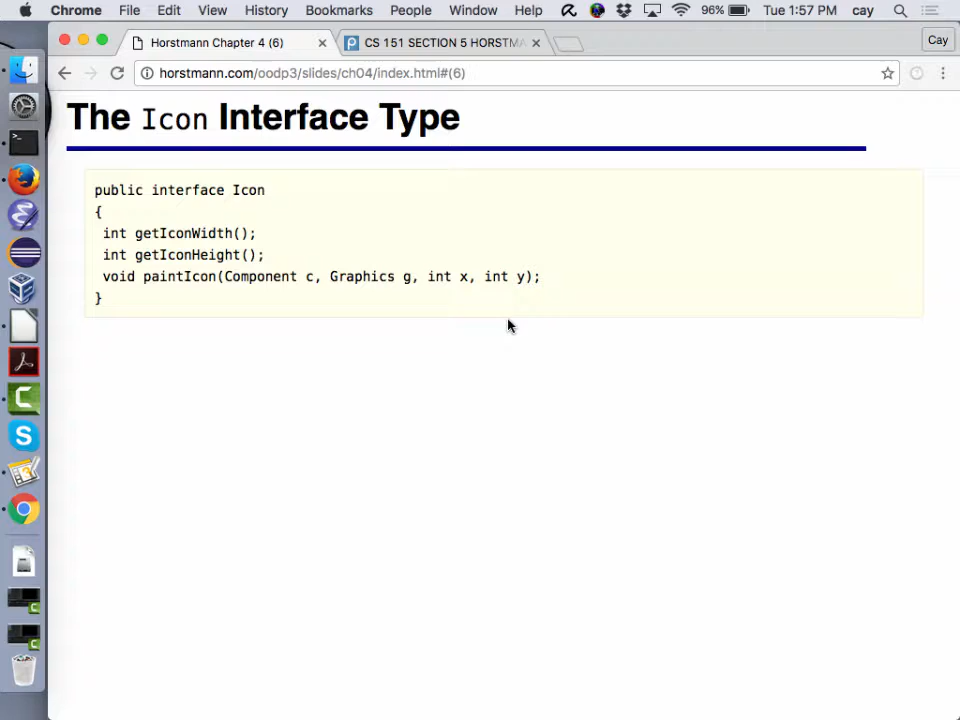 Chrome File Edit View History Bookmarks People Window Help 96% Tue 1:57 PM cay
Horstmann Chapter 4 (6) CS 151 SECTION 5 HORSTMA Cay
horstmann.com/oodp3/slides/ch04/index.html#(6)
The Icon Interface Type
public interface Icon
{
int getIconWidth();
int getIconHeight();
void paintIcon(Component c, Graphics g, int x, int y);
}